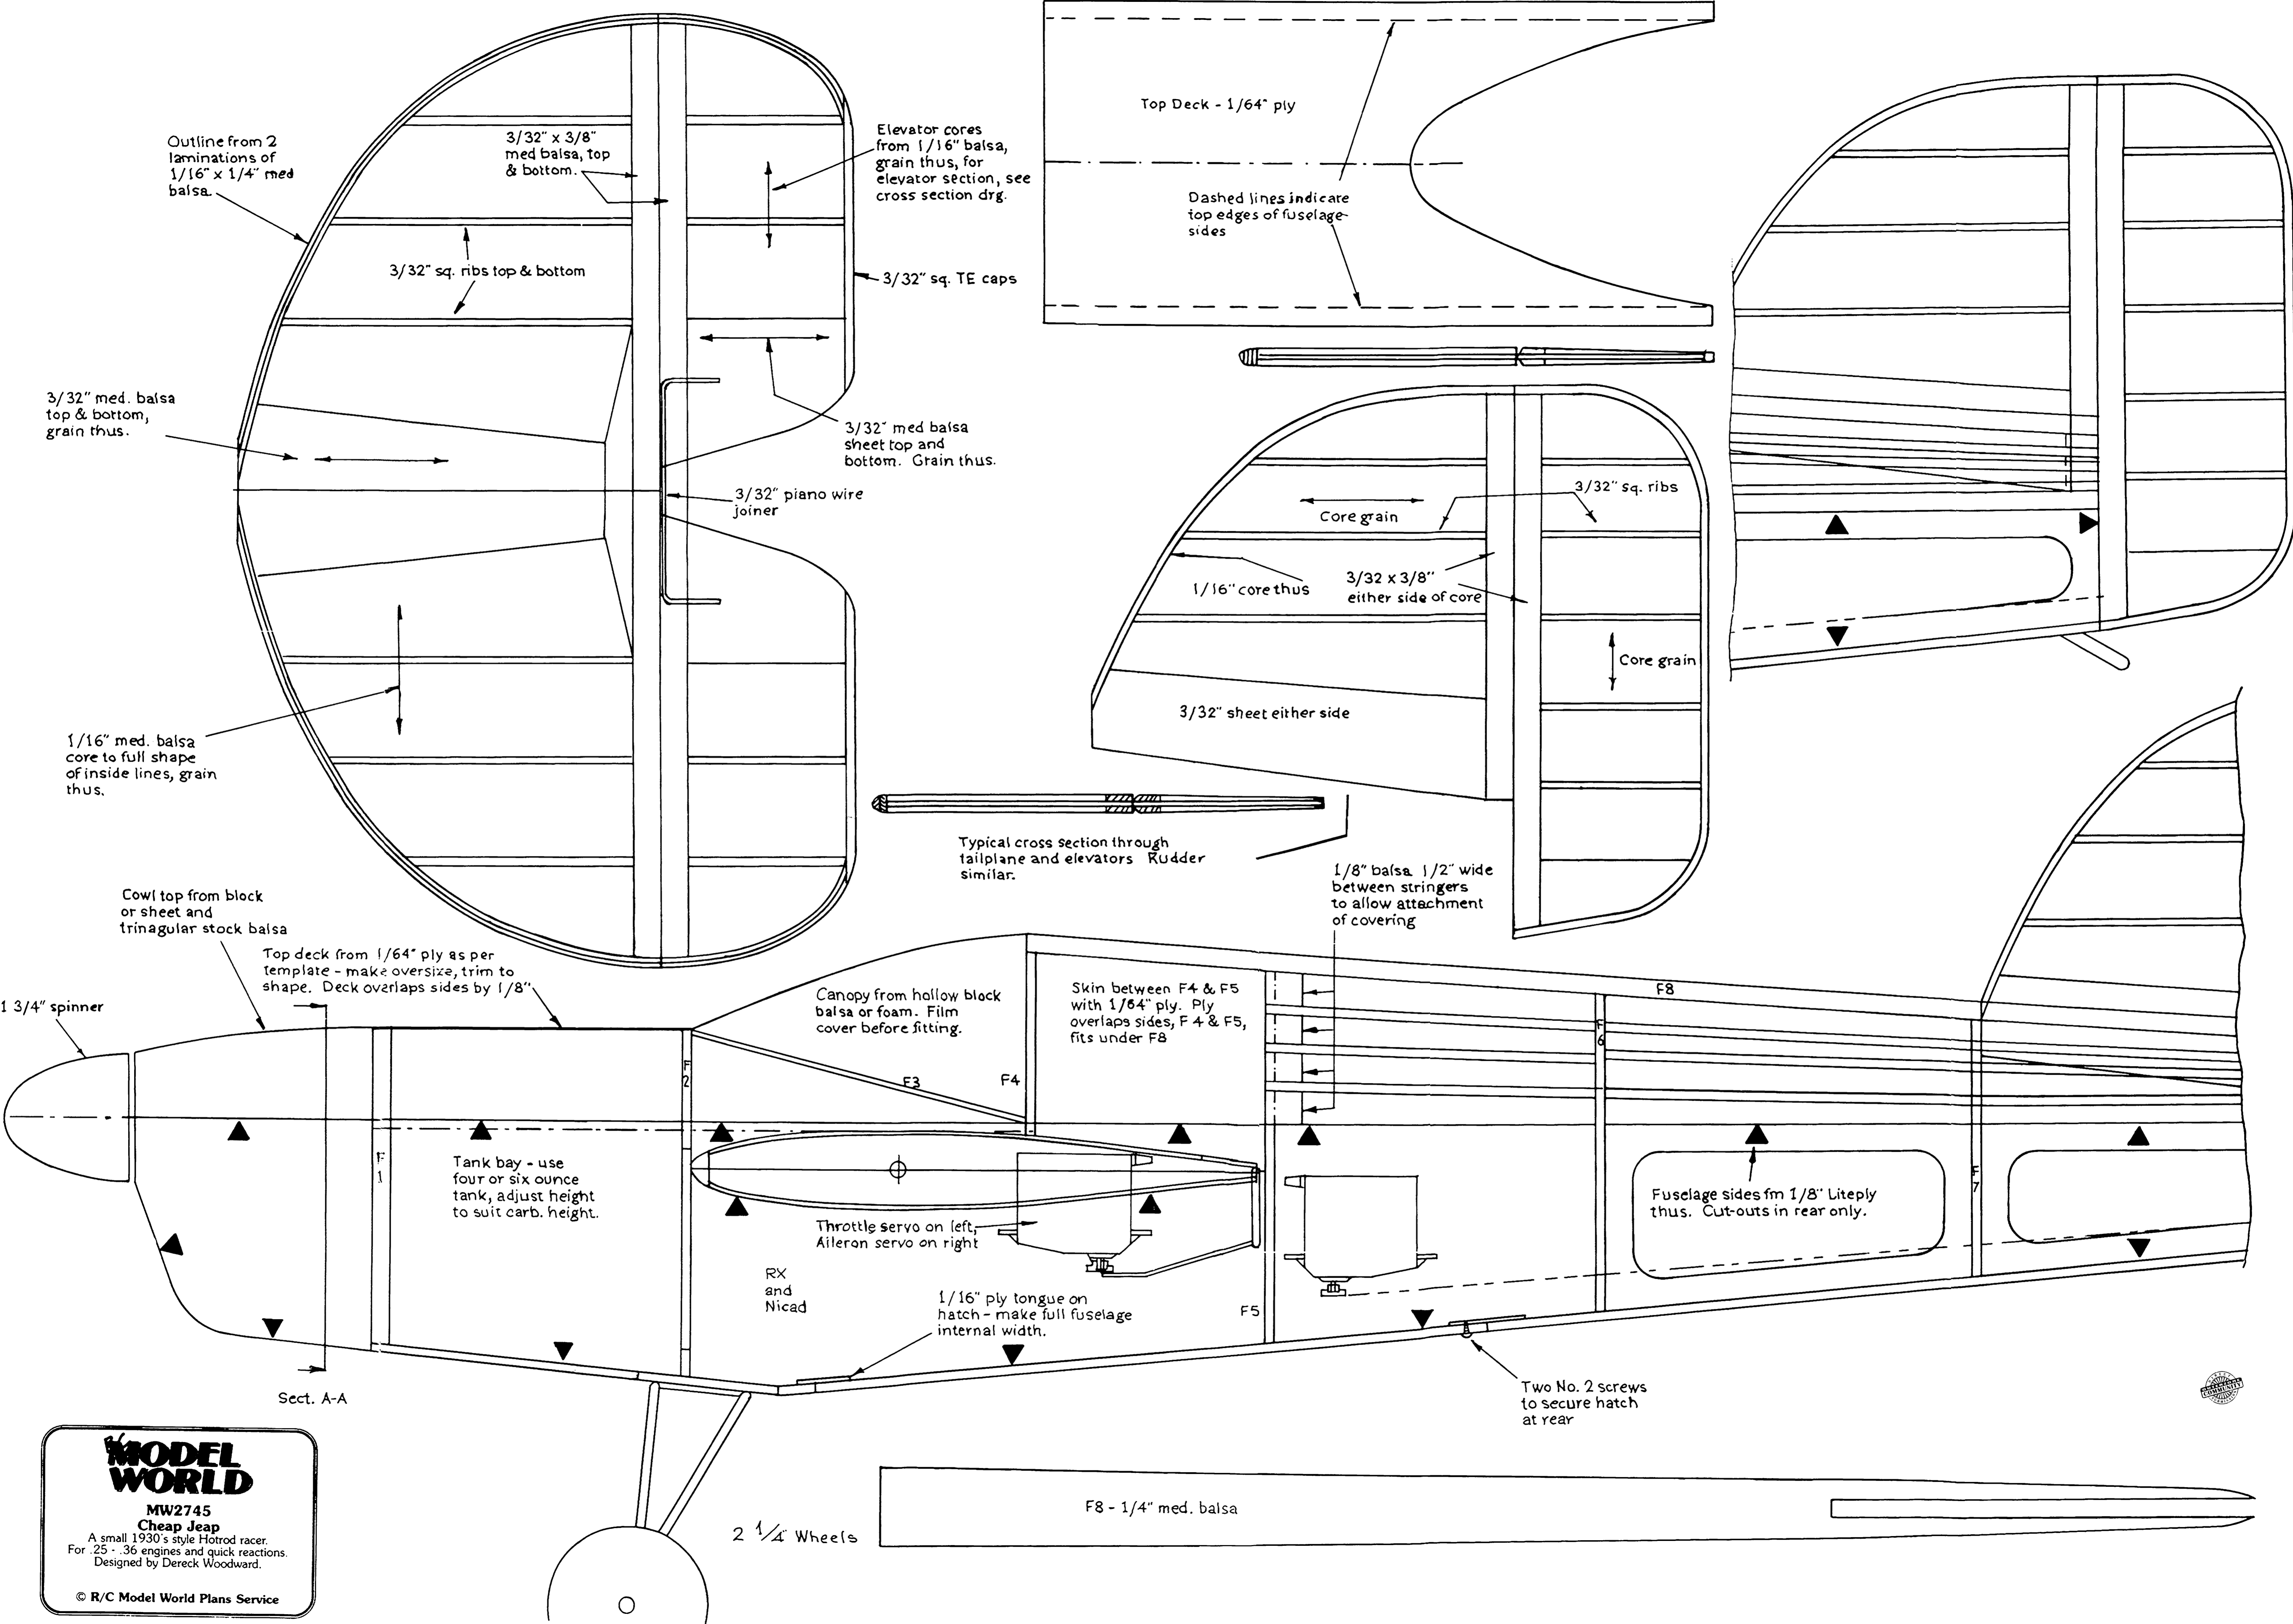 Outline from 2
laminations of
1/16" x 1/4" med
balsa
3/32" x 3/8"
med balsa, top
& bottom.
Elevator cores
from 1/16" balsa,
grain thus, for
elevator section, see
cross section drg.
3/32" sq. ribs top & bottom
3/32" sq. TE caps
3/32" med. balsa
top & bottom,
grain thus.
3/32" med balsa
sheet top and
bottom. Grain thus.
3/32" piano wire
joiner
1/16" med. balsa
core to full shape
of inside lines, grain
thus.
Top Deck - 1/64" ply
Dashed lines indicate
top edges of fuselage
sides
3/32" sq. ribs
Core grain
1/16" core thus
3/32 x 3/8"
either side of core
Core grain
3/32" sheet either side
Typical cross section through
tailplane and elevators Rudder
similar.
1/8" balsa 1/2" wide
between stringers
to allow attachment
of covering
Cowl top from block
or sheet and
trinagular stock balsa
Top deck from 1/64" ply as per
template - make oversize, trim to
shape. Deck overlaps sides by 1/8"
1 3/4" spinner
Canopy from hollow block
balsa or foam. Film
cover before fitting.
Skin between F4 & F5
with 1/64" ply. Ply
overlaps sides, F 4 & F5,
fits under F8
F8
F
6
F
2
F3
F4
F
1
Tank bay - use
four or six ounce
tank, adjust height
to suit carb. height.
Throttle servo on left,
Aileron servo on right
RX
and
Nicad
1/16" ply tongue on
hatch - make full fuselage
internal width.
F5
Fuselage sides fm 1/8" Liteply
thus. Cut-outs in rear only.
F
7
Two No. 2 screws
to secure hatch
at rear
Sect. A-A
R/C
MODEL
WORLD
MW2745
Cheap Jeap
A small 1930's style Hotrod racer.
For .25 - .36 engines and quick reactions.
Designed by Dereck Woodward.
© R/C Model World Plans Service
2 1/4" Wheels
F8 - 1/4" med. balsa
COMMUNITY